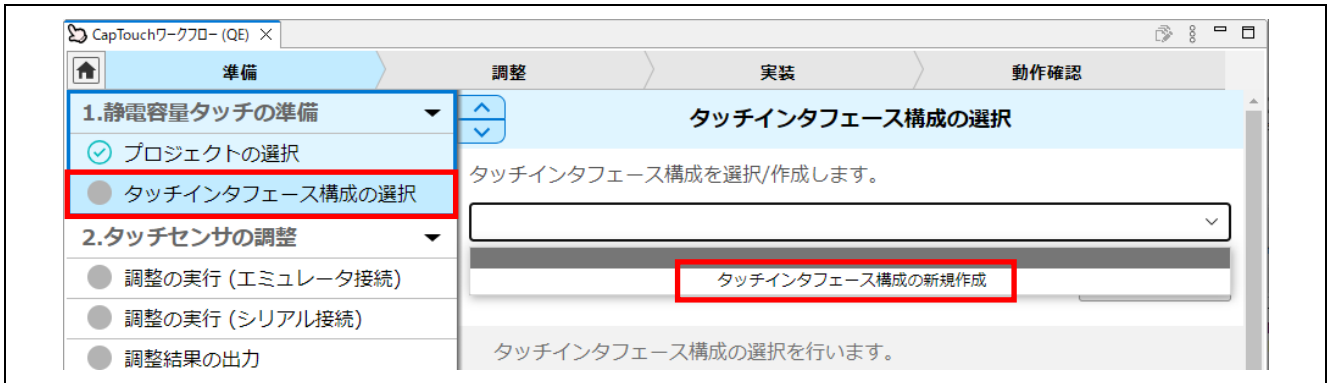 CapTouchワークフロー (QE)
準備
調整
実装
動作確認
1.静電容量タッチの準備
プロジェクトの選択
タッチインタフェース構成の選択
2.タッチセンサの調整
調整の実行 (エミュレータ接続)
調整の実行 (シリアル接続)
調整結果の出力
タッチインタフェース構成の選択
タッチインタフェース構成を選択/作成します。
タッチインタフェース構成の新規作成
タッチインタフェース構成の選択を行います。